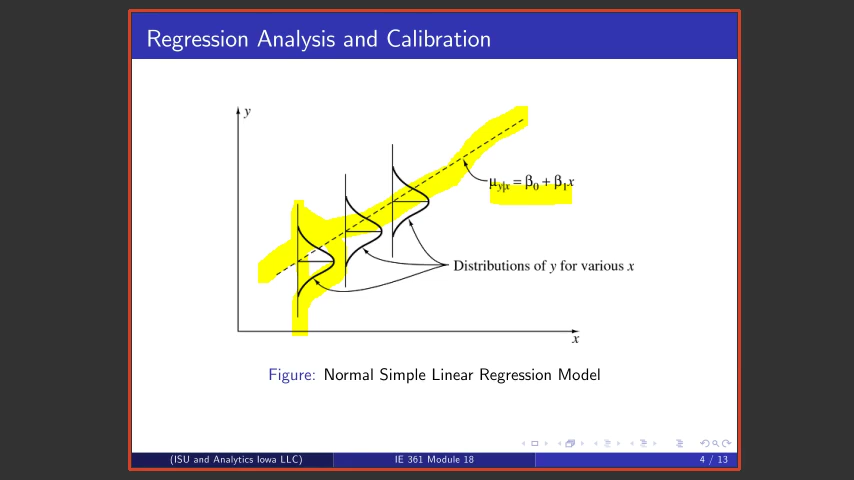 Regression Analysis and Calibration
y
μy|x = β0 + β1x
Distributions of y for various x
x
Figure: Normal Simple Linear Regression Model
(ISU and Analytics Iowa LLC) IE 361 Module 18 4 / 13